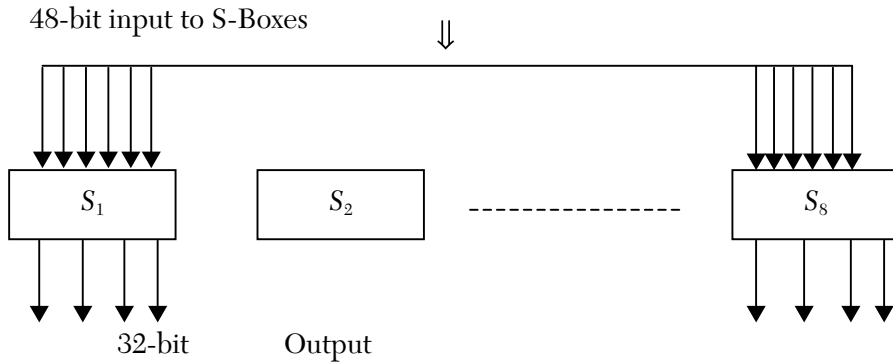 48-bit input to S-Boxes
⇓
S₁ S₂ S₈
32-bit Output